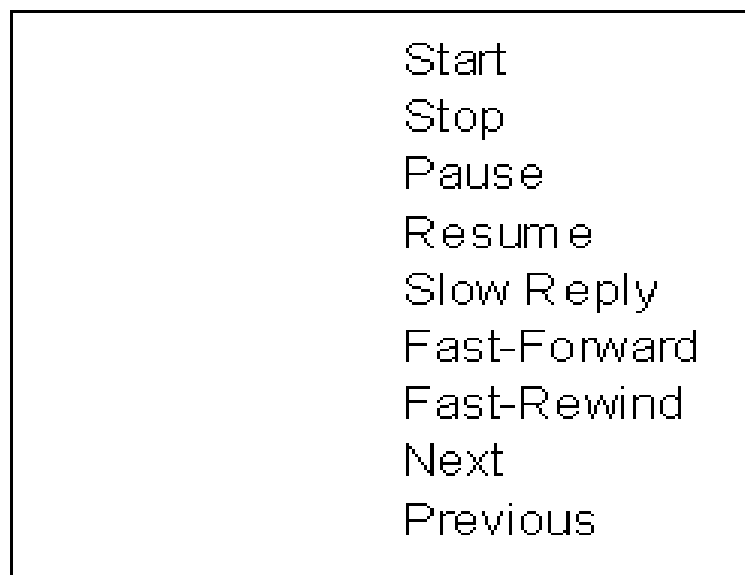 Start
Stop
Pause
Resume
Slow Reply
Fast-Forward
Fast-Rewind
Next
Previous